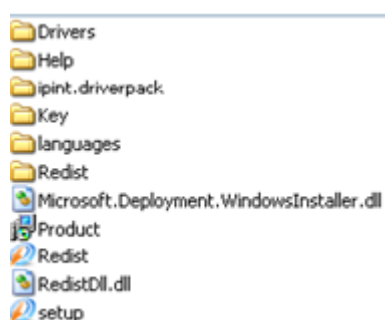 Drivers
Help
ipint.driverpack
Key
languages
Redist
Microsoft.Deployment.WindowsInstaller.dll
Product
Redist
RedistDll.dll
setup